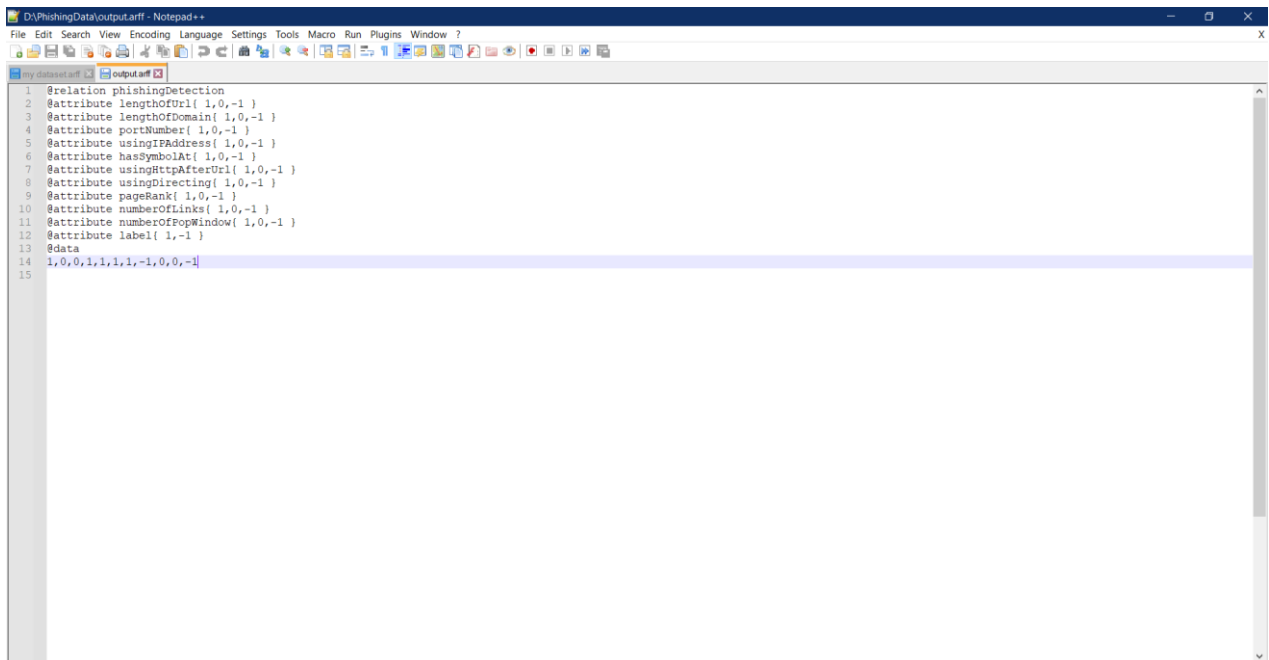 D:\PhishingData\output.arff - Notepad++
File Edit Search View Encoding Language Settings Tools Macro Run Plugins Window ? X
my dataset.arff output.arff
1 @relation phishingDetection
2 @attribute lengthOfUrl{ 1,0,-1 }
3 @attribute lengthOfDomain{ 1,0,-1 }
4 @attribute portNumber{ 1,0,-1 }
5 @attribute usingIPAddress{ 1,0,-1 }
6 @attribute hasSymbolAt{ 1,0,-1 }
7 @attribute usingHttpAfterUrl{ 1,0,-1 }
8 @attribute usingDirecting{ 1,0,-1 }
9 @attribute pageRank{ 1,0,-1 }
10 @attribute numberOfLinks{ 1,0,-1 }
11 @attribute numberOfPopWindow{ 1,0,-1 }
12 @attribute label{ 1,-1 }
13 @data
14 1,0,0,1,1,1,1,-1,0,0,-1
15